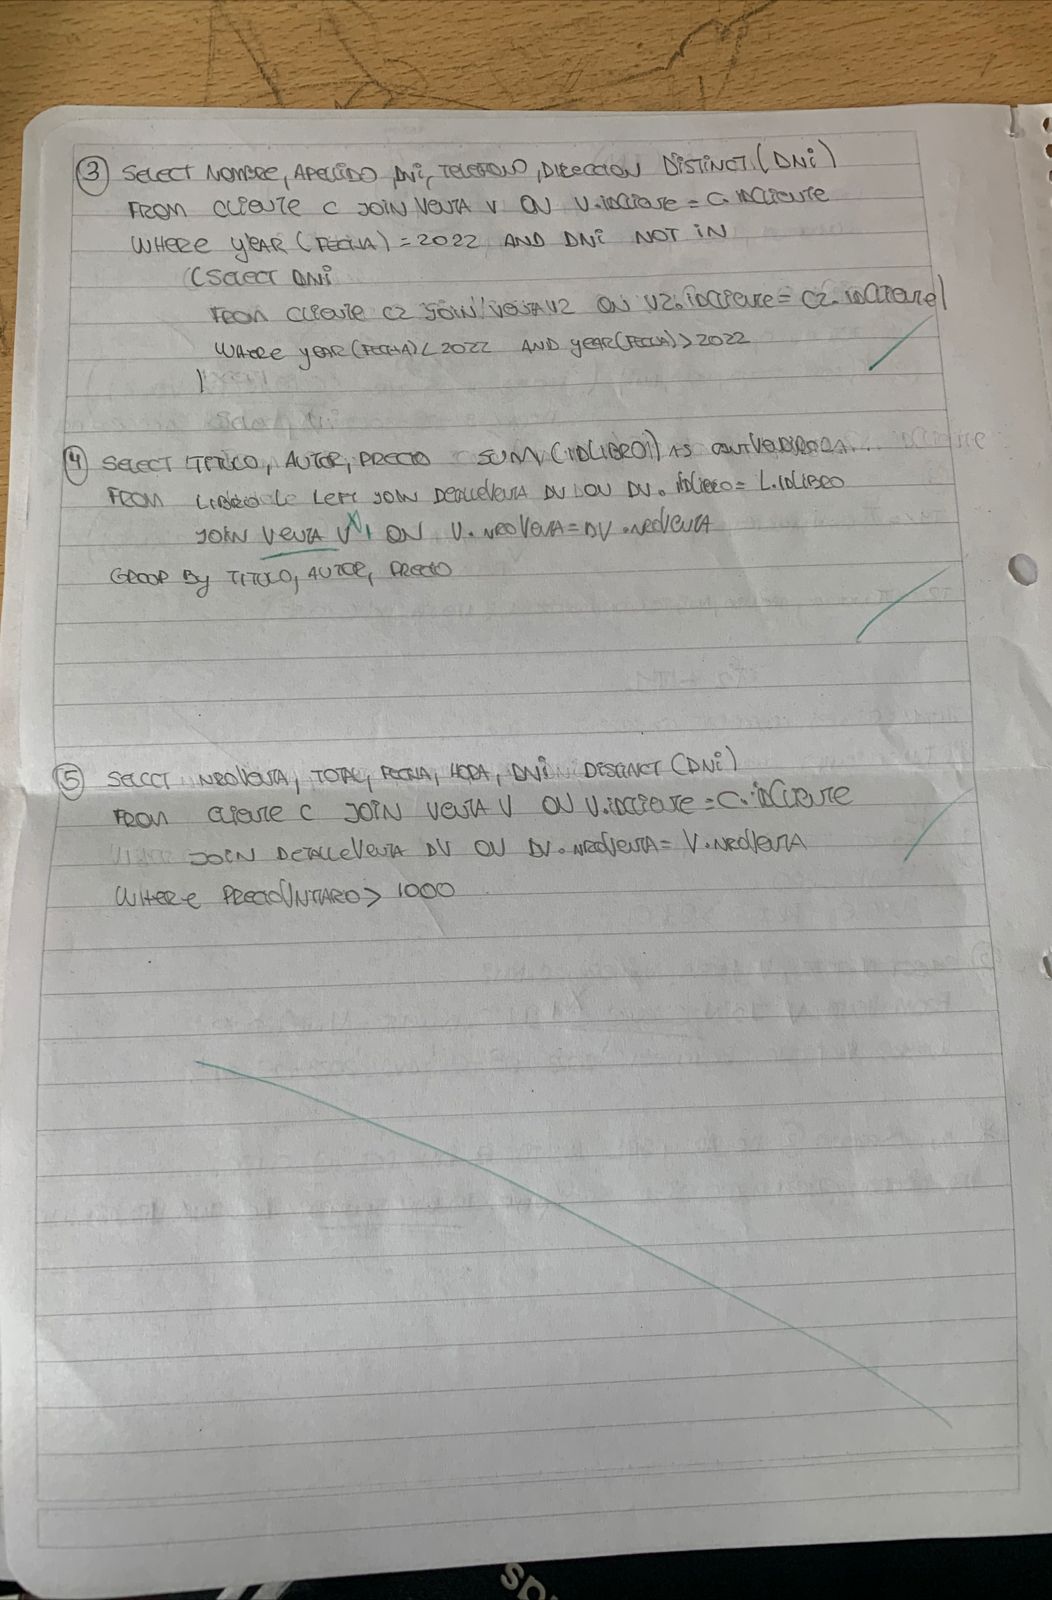 3 SELECT NOMBRE, APELLIDO, DNI, TELEFONO, DIRECCION DISTINCT (DNI)
FROM CLIENTE C JOIN VENTA V ON V.IDCLIENTE = C.IDCLIENTE
WHERE YEAR (FECHA) = 2022 AND DNI NOT IN
(SELECT DNI
FROM CLIENTE C2 JOIN VENTA V2 ON V2.IDCLIENTE = C2.IDCLIENTE
WHERE YEAR(FECHA) < 2022 AND YEAR(FECHA) > 2022
)
4 SELECT TITULO, AUTOR, PRECIO SUM (IDLIBRO) AS
FROM LIBRO L LEFT JOIN DETALLEVENTA DV ON DV.IDLIBRO = L.IDLIBRO
JOIN VENTA V ON V.NROVENTA = DV.NROVENTA
GROOP BY TITULO, AUTOR, PRECIO
5 SELECT NROVENTA, TOTAL, FECHA, HORA, DNI DISTINCT (DNI)
FROM CLIENTE C JOIN VENTA V ON V.IDCLIENTE = C.IDCLIENTE
JOIN DETALLEVENTA DV ON DV.NROVENTA = V.NROVENTA
WHERE PRECIOUNITARIO > 1000